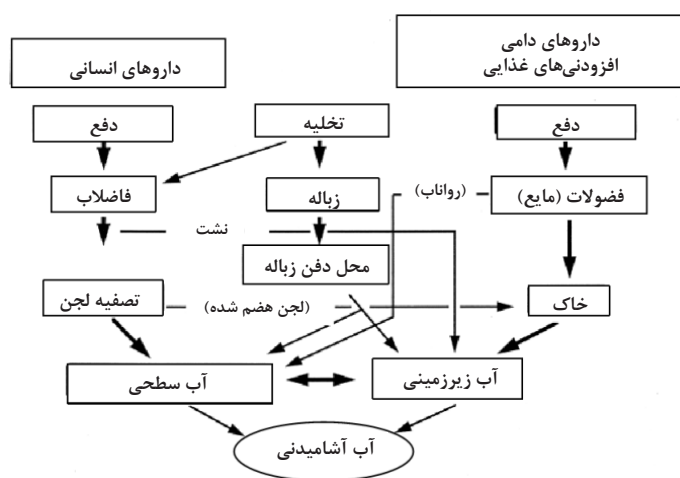 داروهای دامی
افزودنی‌های غذایی
داروهای انسانی
دفع
تخلیه
دفع
فضولات (مایع)
(رواناب)
زباله
فاضلاب
نشت
محل دفن زباله
خاک
(لجن هضم شده)
تصفیه لجن
آب زیرزمینی
آب سطحی
آب آشامیدنی